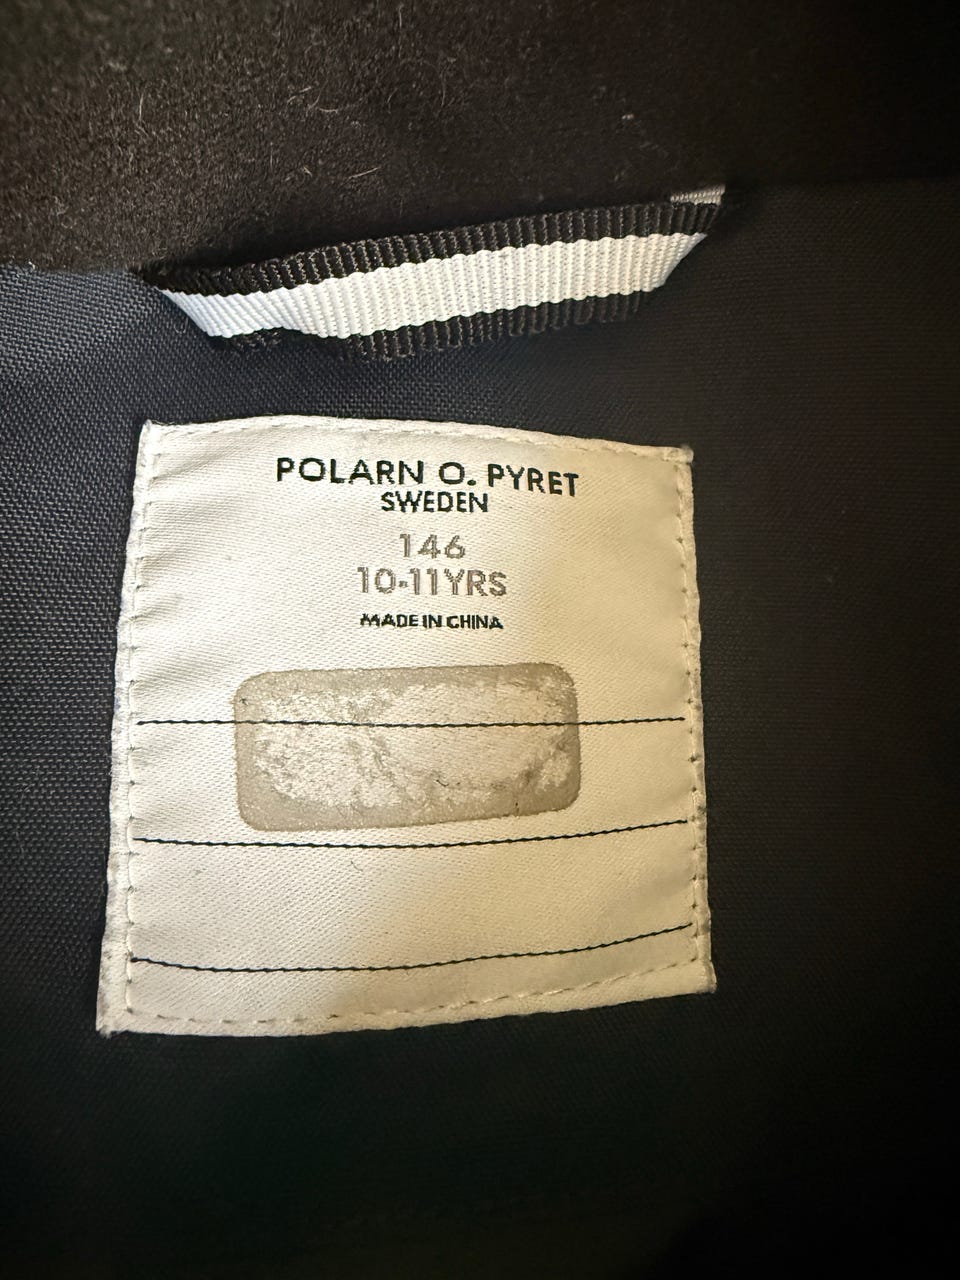 POLARN O. PYRET
SWEDEN
146
10-11YRS
MADE IN CHINA